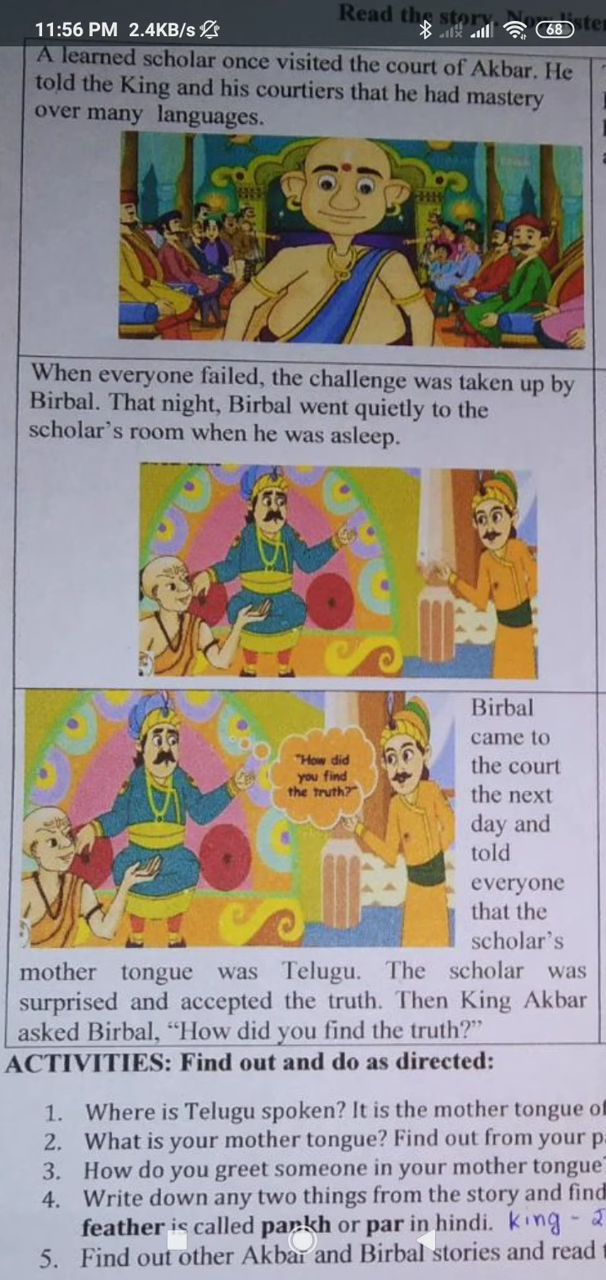 11:56 PM 2.4KB/s
68
Read the story. Now
A learned scholar once visited the court of Akbar. He
told the King and his courtiers that he had mastery
over many languages.
When everyone failed, the challenge was taken up by
Birbal. That night, Birbal went quietly to the
scholar's room when he was asleep.
"How did
you find
the truth?"
Birbal
came to
the court
the next
day and
told
everyone
that the
scholar's
mother tongue was Telugu. The scholar was
surprised and accepted the truth. Then King Akbar
asked Birbal, "How did you find the truth?"
ACTIVITIES: Find out and do as directed:
1. Where is Telugu spoken? It is the mother tongue of
2. What is your mother tongue? Find out from your
3. How do you greet someone in your mother tongue
4. Write down any two things from the story and find
feather is called pankh or par in hindi. king -
5. Find out other Akbar and Birbal stories and read